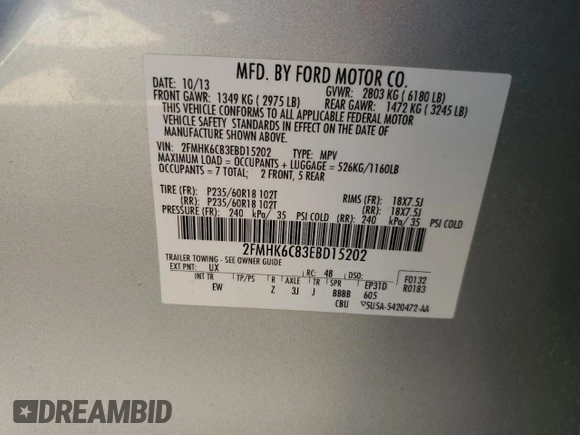 MFD. BY FORD MOTOR CO.
DATE: 10/13 GVWR: 2803 KG ( 6180 LB)
FRONT GAWR: 1349 KG ( 2975 LB) REAR GAWR: 1472 KG ( 3245 LB)
THIS VEHICLE CONFORMS TO ALL APPLICABLE FEDERAL MOTOR
VEHICLE SAFETY STANDARDS IN EFFECT ON THE DATE OF
MANUFACTURE SHOWN ABOVE.
VIN: 2FMHK6C83EBD15202 TYPE: MPV
MAXIMUM LOAD = OCCUPANTS + LUGGAGE = 526KG/1160LB
OCCUPANTS = 7 TOTAL; 2 FRONT, 5 REAR
TIRE (FR): P235/60R18 102T RIMS (FR): 18X7.5J
(RR): P235/60R18 102T (RR): 18X7.5J
PRESSURE (FR): 240 kPa/ 35 PSI COLD (RR): 240 kPa/ 35 PSI COLD
2FMHK6C83EBD15202
TRAILER TOWING - SEE OWNER GUIDE
EXT PNT: UX RC: 48 DSO: F0132
INT TR TP/PS R AXLE TR SPR EP31D R0183
EW Z 3J J BBBB 605
CBU 5U5A-5420472-AA
DREAMBID